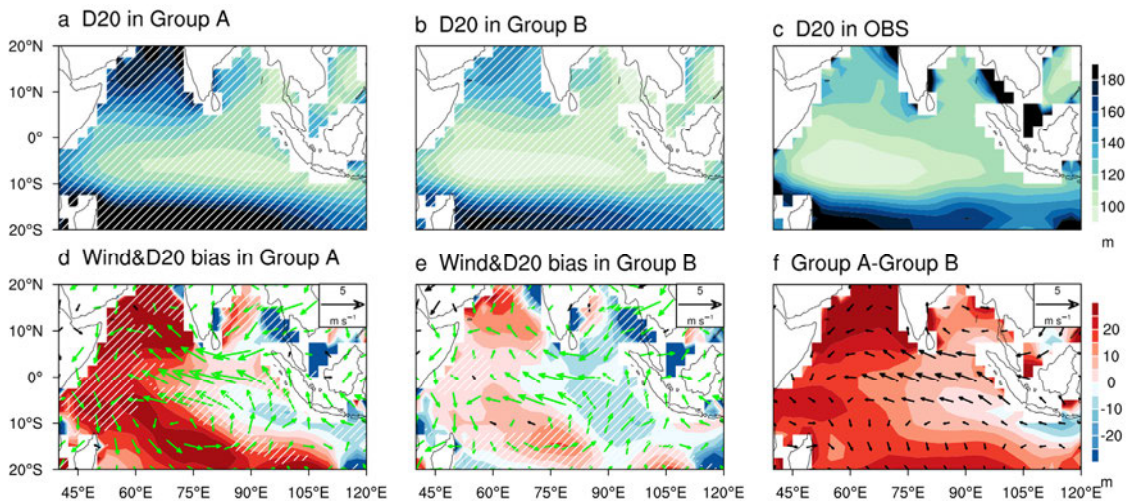 a D20 in Group A
b D20 in Group B
c D20 in OBS
20°N
10°N
0°
10°S
20°S
180
160
140
120
100
m
d Wind&D20 bias in Group A
e Wind&D20 bias in Group B
f Group A-Group B
20°N
10°N
0°
10°S
20°S
5
m s⁻¹
5
m s⁻¹
5
m s⁻¹
20
10
0
-10
-20
m
45°E 60°E 75°E 90°E 105°E 120°E
45°E 60°E 75°E 90°E 105°E 120°E
45°E 60°E 75°E 90°E 105°E 120°E